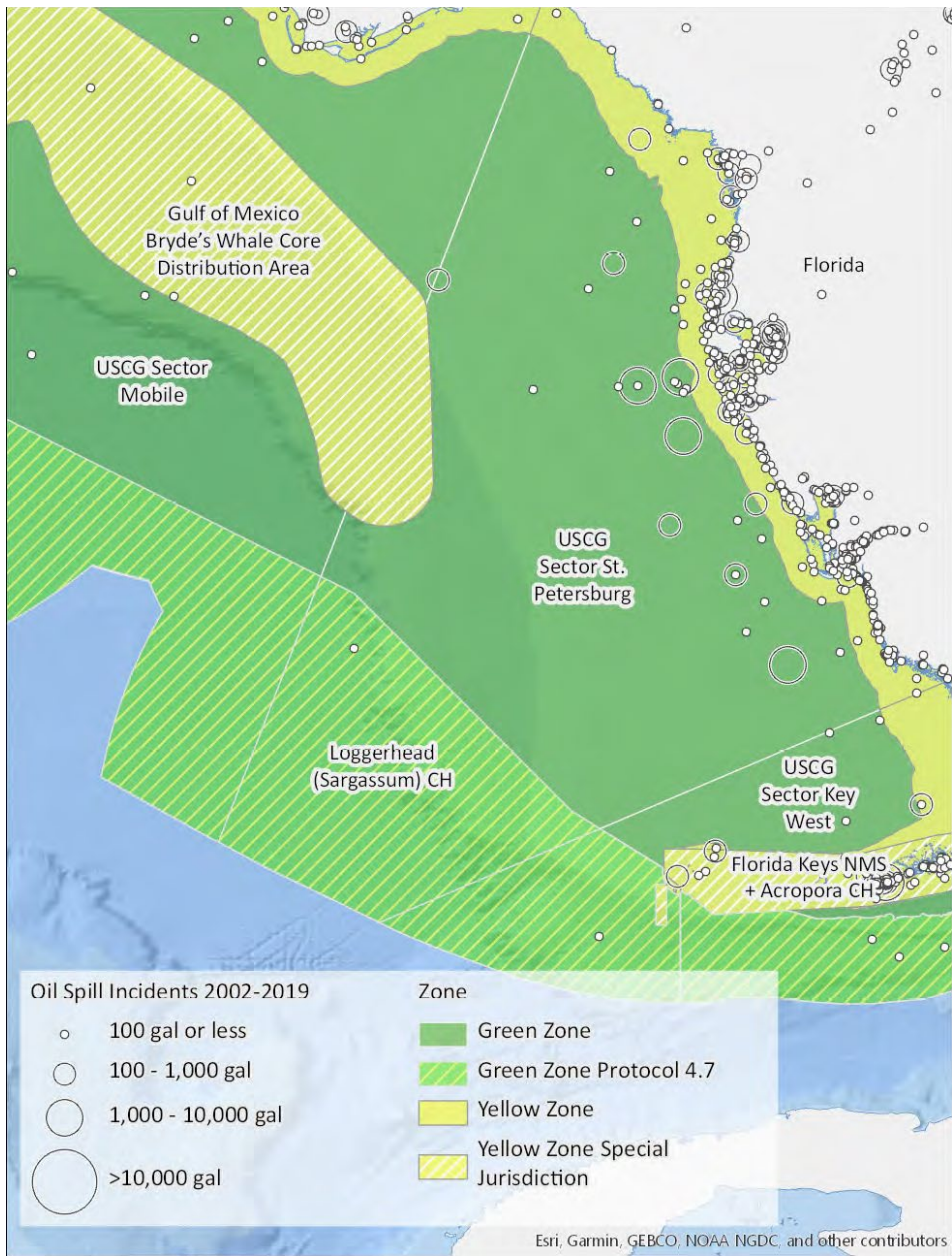 Gulf of Mexico
Bryde's Whale Core
Distribution Area
Florida
USCG Sector
Mobile
USCG
Sector St.
Petersburg
Loggerhead
(Sargassum) CH
USCG
Sector Key
West
Florida Keys NMS
+ Acropora CH
Oil Spill Incidents 2002-2019
100 gal or less
100 - 1,000 gal
1,000 - 10,000 gal
>10,000 gal
Zone
Green Zone
Green Zone Protocol 4.7
Yellow Zone
Yellow Zone Special
Jurisdiction
Esri, Garmin, GEBCO, NOAA NGDC, and other contributors